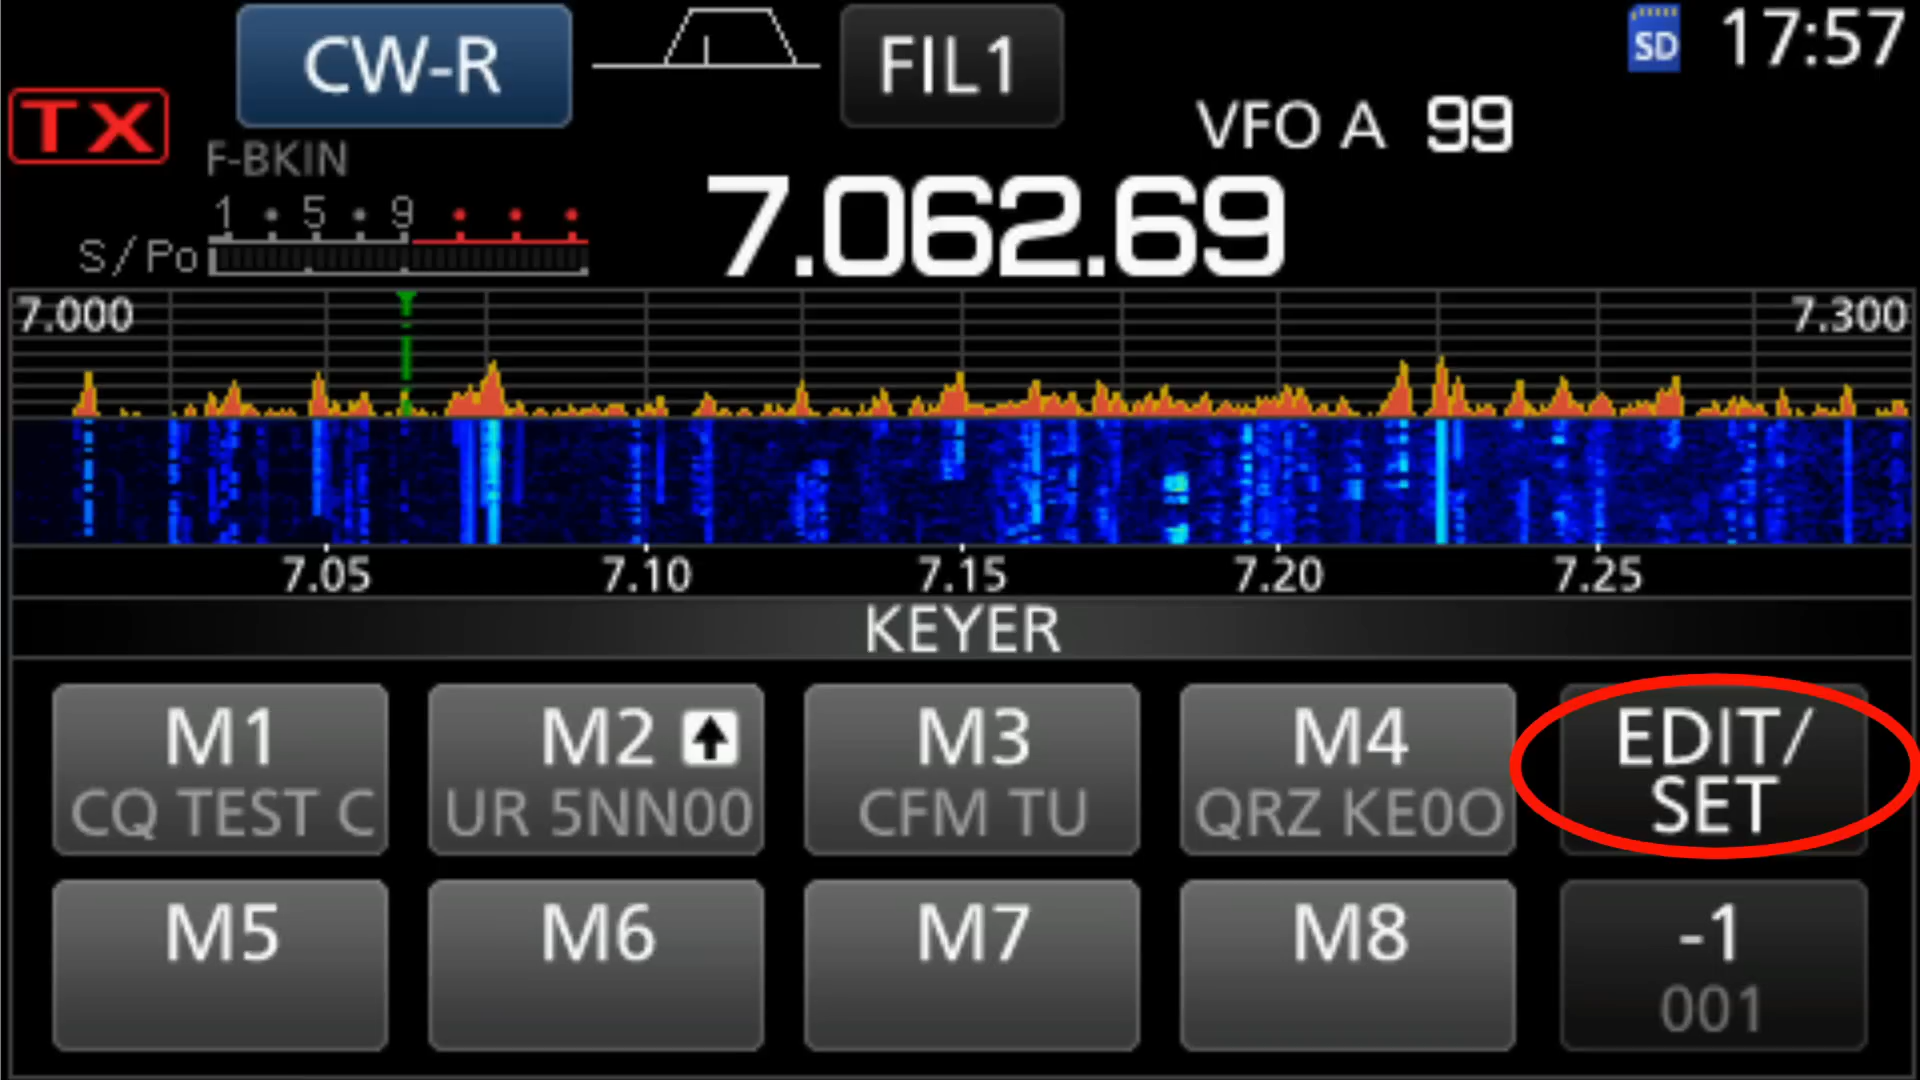 CW-R
FIL1
SD
17:57
TX
VFO A 99
F-BKIN
7.062.69
1 5 9
S/Po
7.000
7.300
7.05
7.10
7.15
7.20
7.25
KEYER
M1
CQ TEST C
M2
UR 5NN00
M3
CFM TU
M4
QRZ KE0O
EDIT/
SET
M5
M6
M7
M8
-1
001